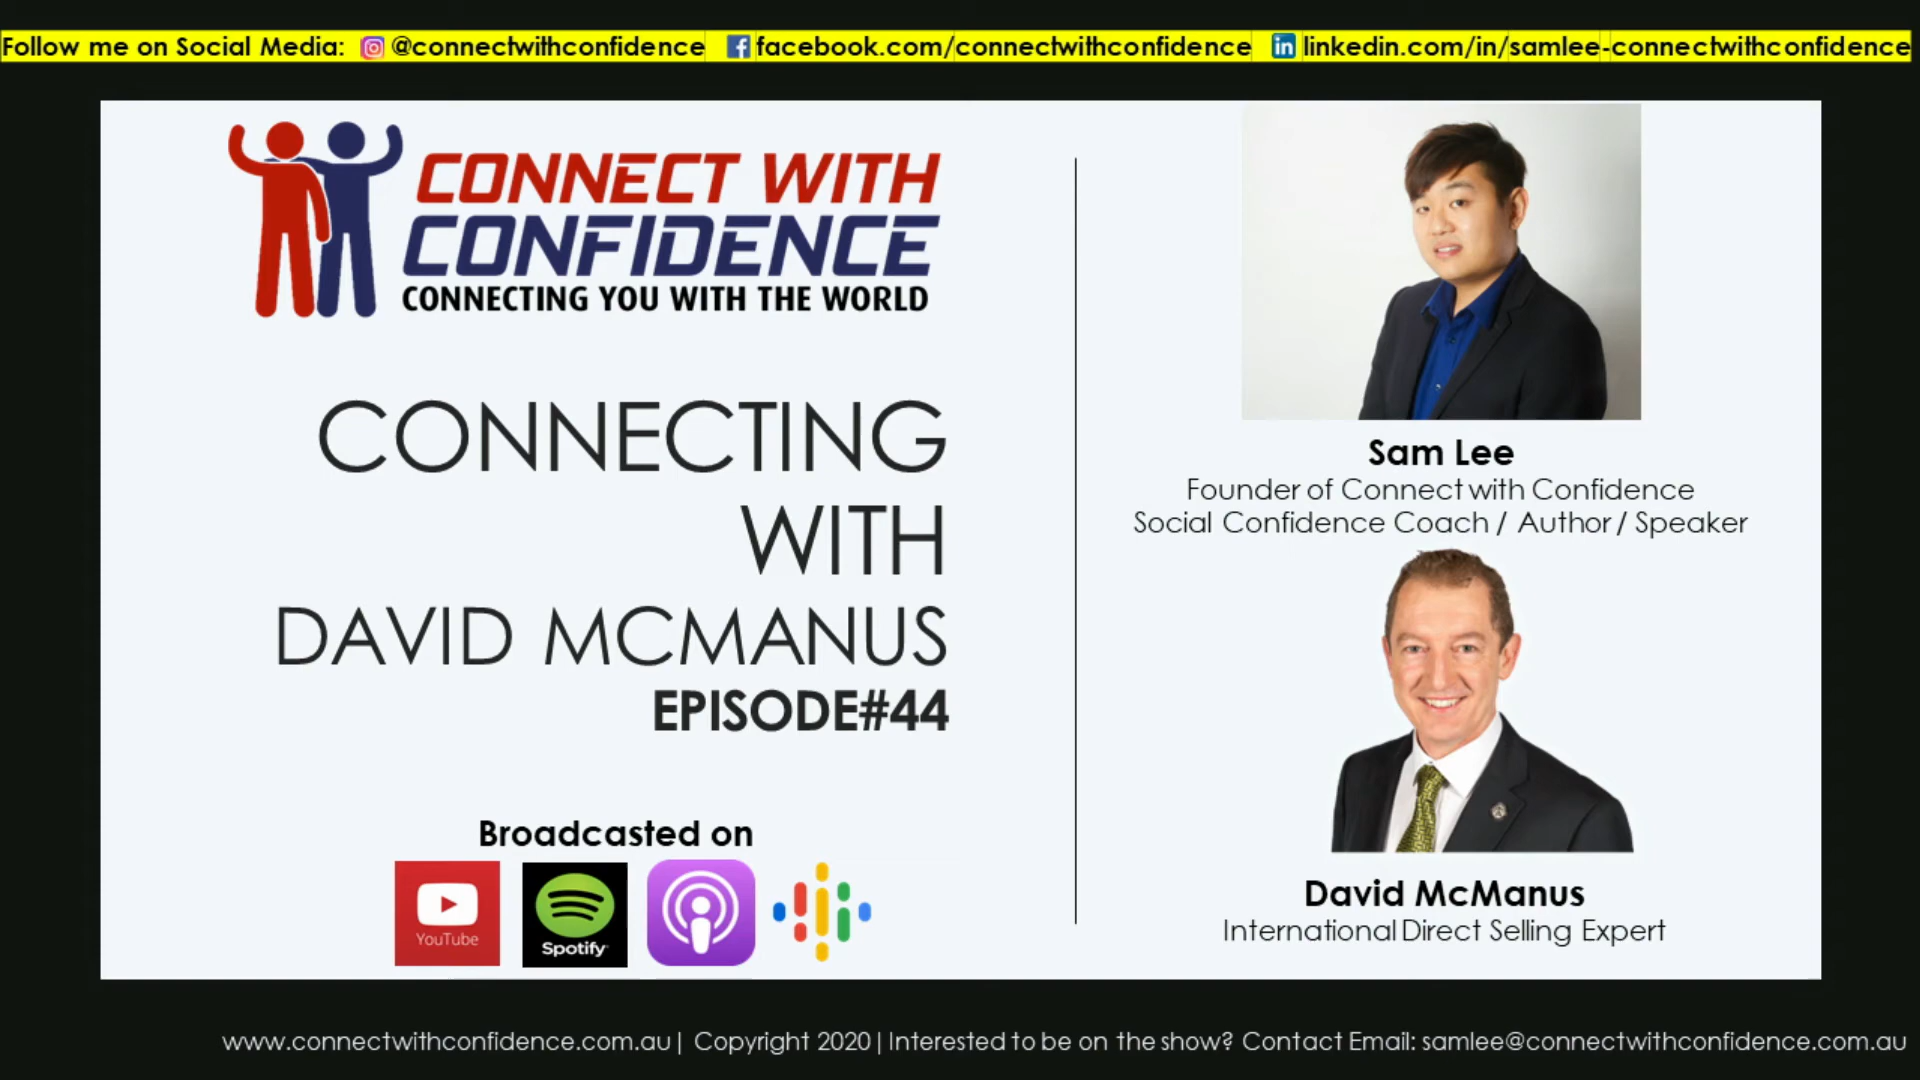 Follow me on Social Media: @connectwithconfidence facebook.com/connectwithconfidence linkedin.com/in/samlee-connectwithconfidence
CONNECT WITH
CONFIDENCE
CONNECTING YOU WITH THE WORLD
CONNECTING
WITH
DAVID MCMANUS
EPISODE#44
Broadcasted on
YouTube
Spotify
Sam Lee
Founder of Connect with Confidence
Social Confidence Coach / Author / Speaker
David McManus
International Direct Selling Expert
www.connectwithconfidence.com.au| Copyright 2020|Interested to be on the show? Contact Email: samlee@connectwithconfidence.com.au